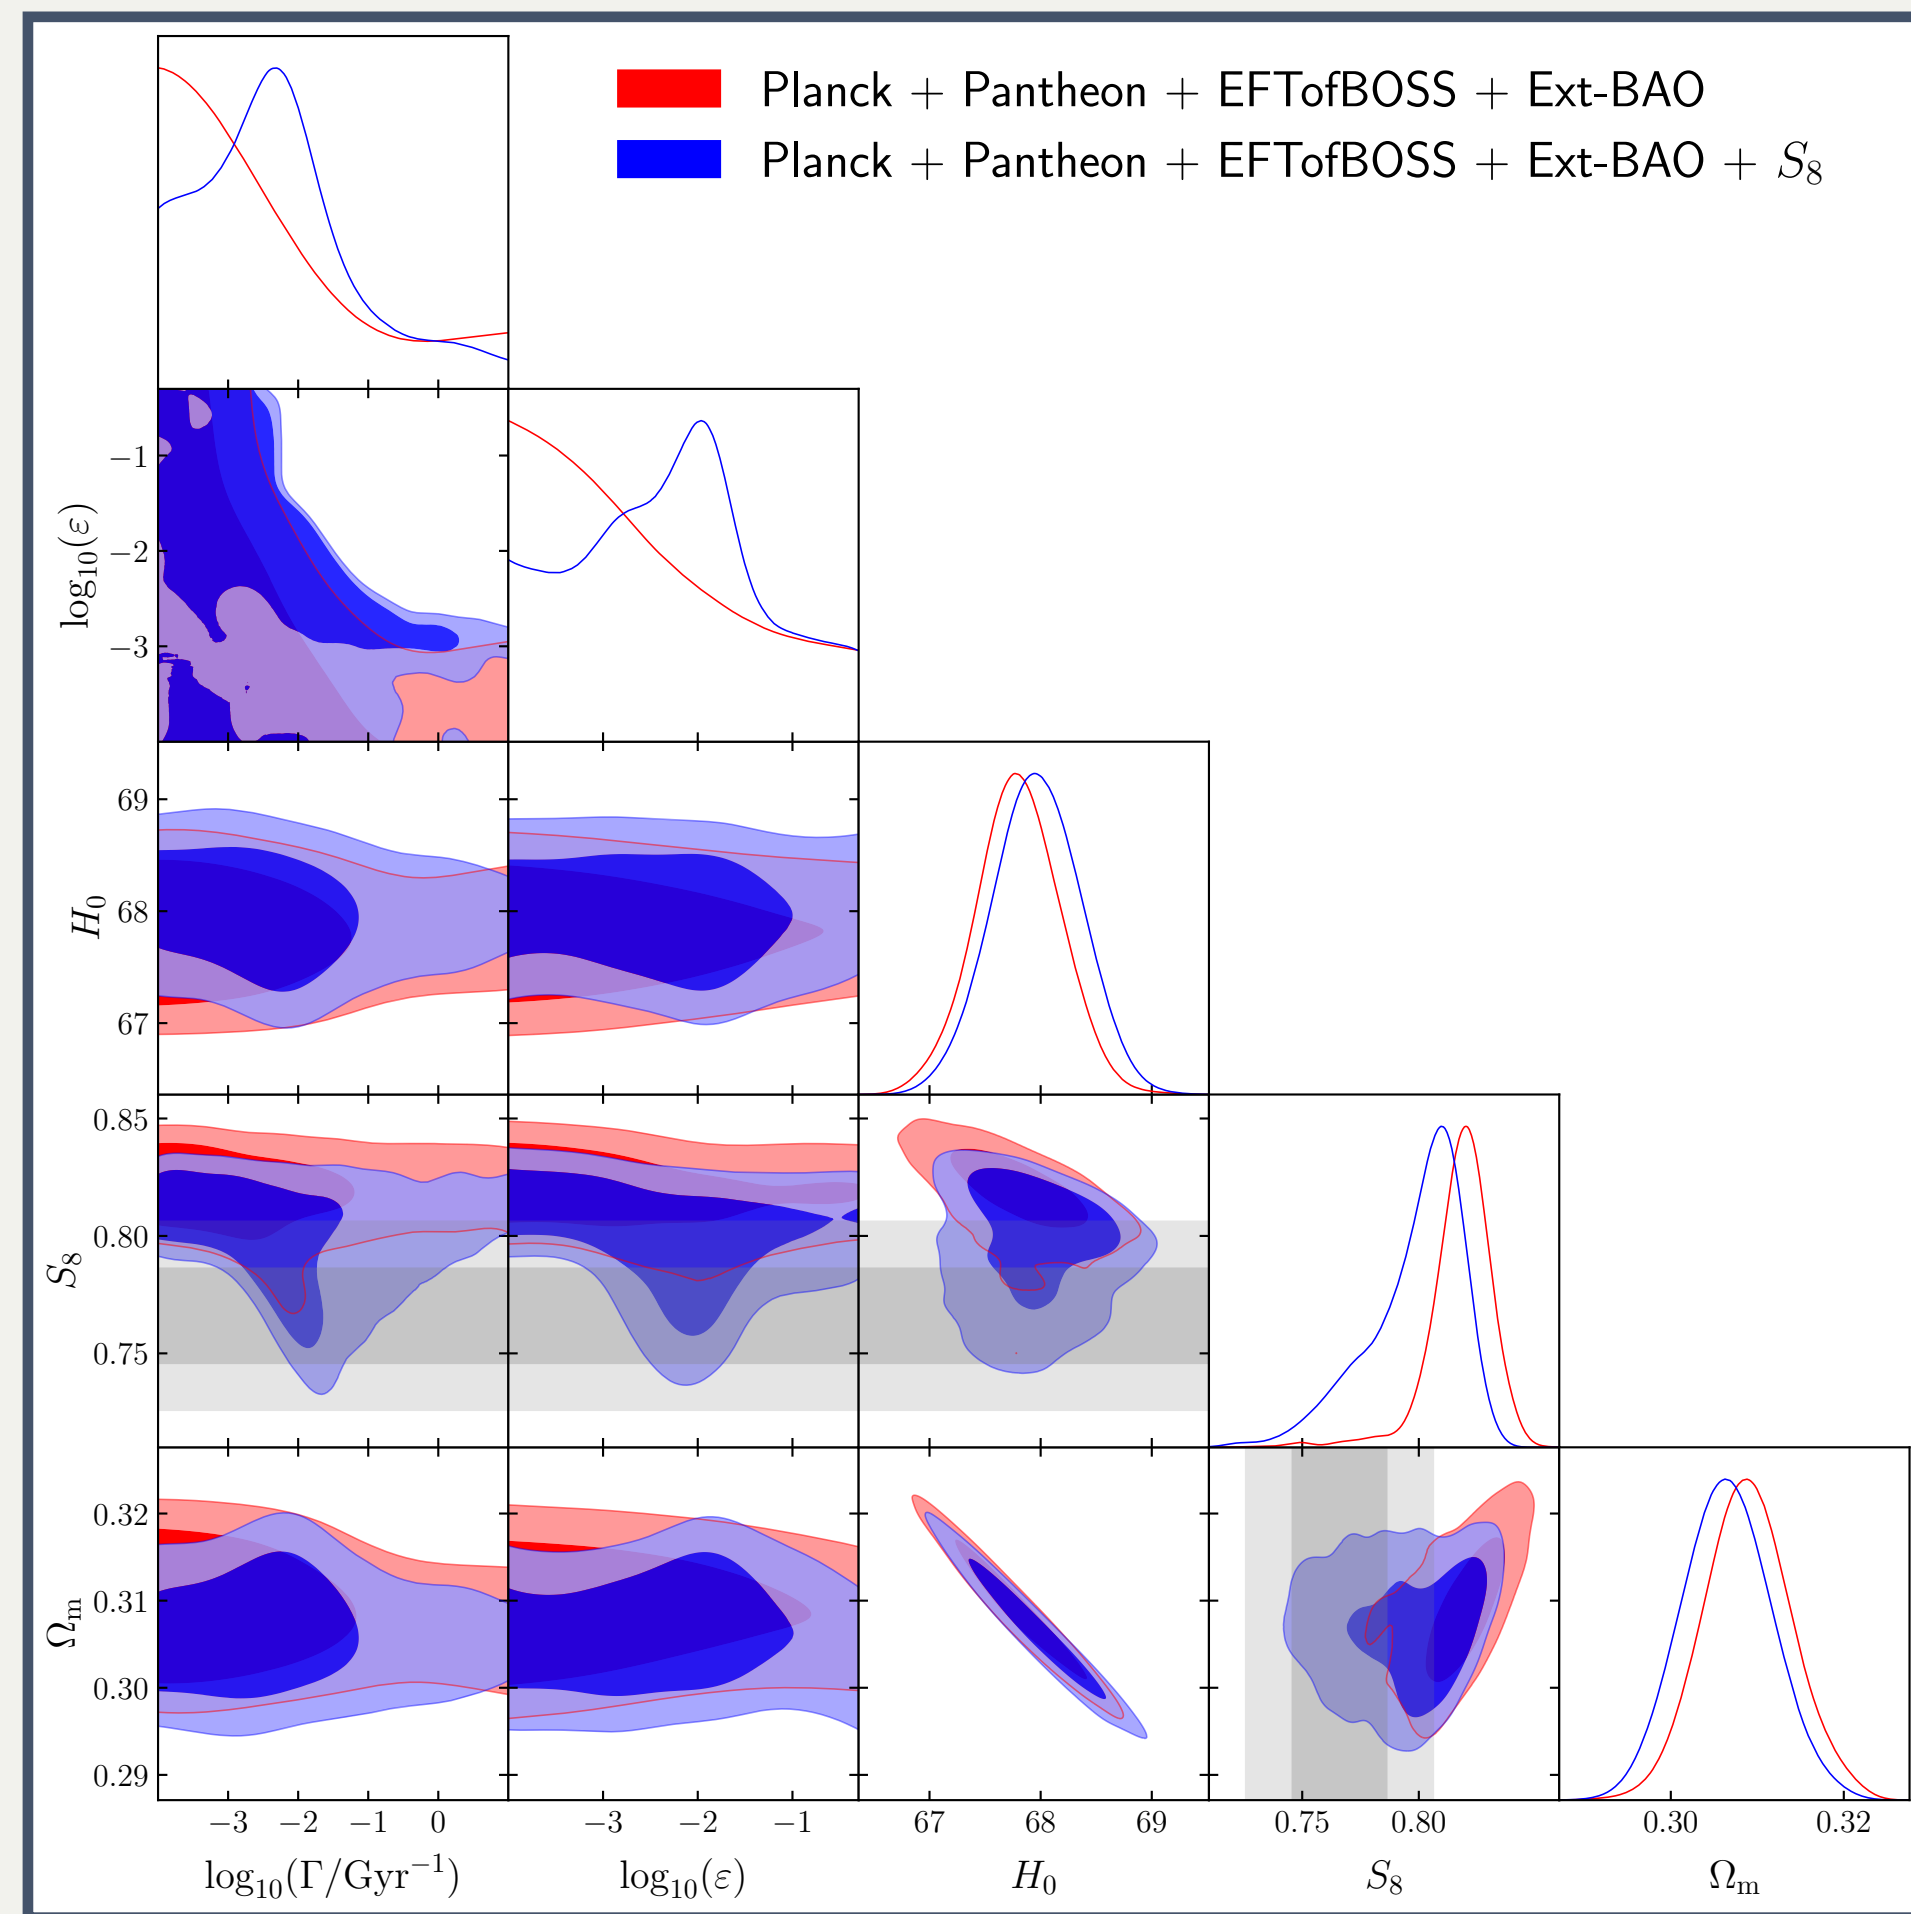 Planck + Pantheon + EFTofBOSS + Ext-BAO
Planck + Pantheon + EFTofBOSS + Ext-BAO + S₈
−1
−2
−3
log₁₀(ε)
69
68
67
H₀
0.85
0.80
0.75
S₈
0.32
0.31
0.30
0.29
Ωₘ
−3 −2 −1 0 −3 −2 −1 67 68 69 0.75 0.80 0.30 0.32
log₁₀(Γ/Gyr⁻¹) log₁₀(ε) H₀ S₈ Ωₘ